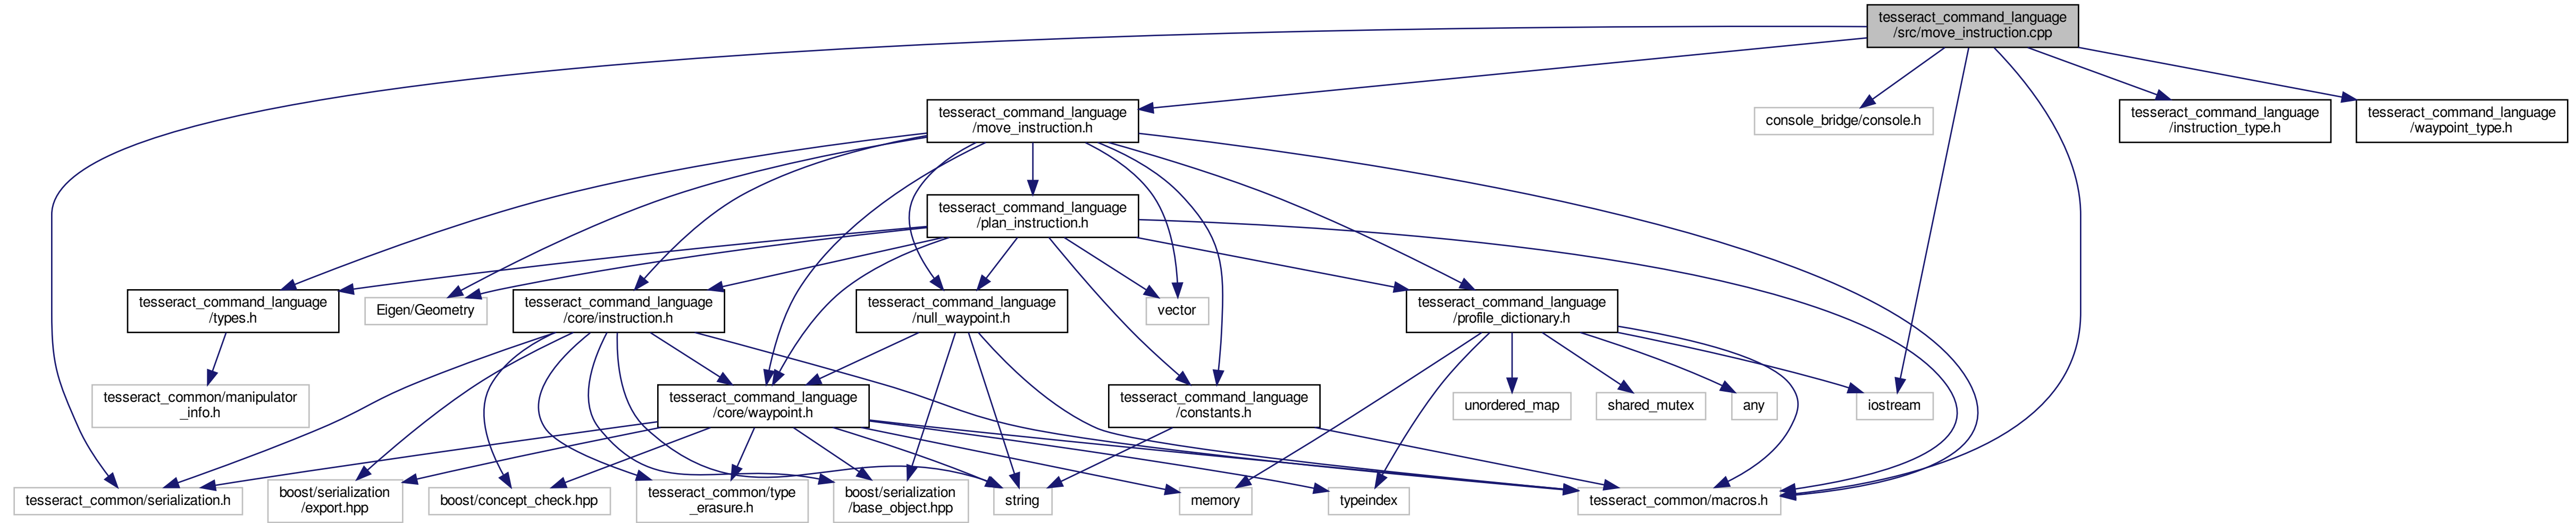 tesseract_command_language
/src/move_instruction.cpp
tesseract_command_language
/move_instruction.h
console_bridge/console.h
tesseract_command_language
/instruction_type.h
tesseract_command_language
/waypoint_type.h
tesseract_command_language
/plan_instruction.h
tesseract_command_language
/types.h
Eigen/Geometry
tesseract_command_language
/core/instruction.h
tesseract_command_language
/null_waypoint.h
vector
tesseract_command_language
/profile_dictionary.h
tesseract_common/manipulator
_info.h
tesseract_command_language
/core/waypoint.h
tesseract_command_language
/constants.h
unordered_map
shared_mutex
any
iostream
tesseract_common/serialization.h
boost/serialization
/export.hpp
boost/concept_check.hpp
tesseract_common/type
_erasure.h
boost/serialization
/base_object.hpp
string
memory
typeindex
tesseract_common/macros.h